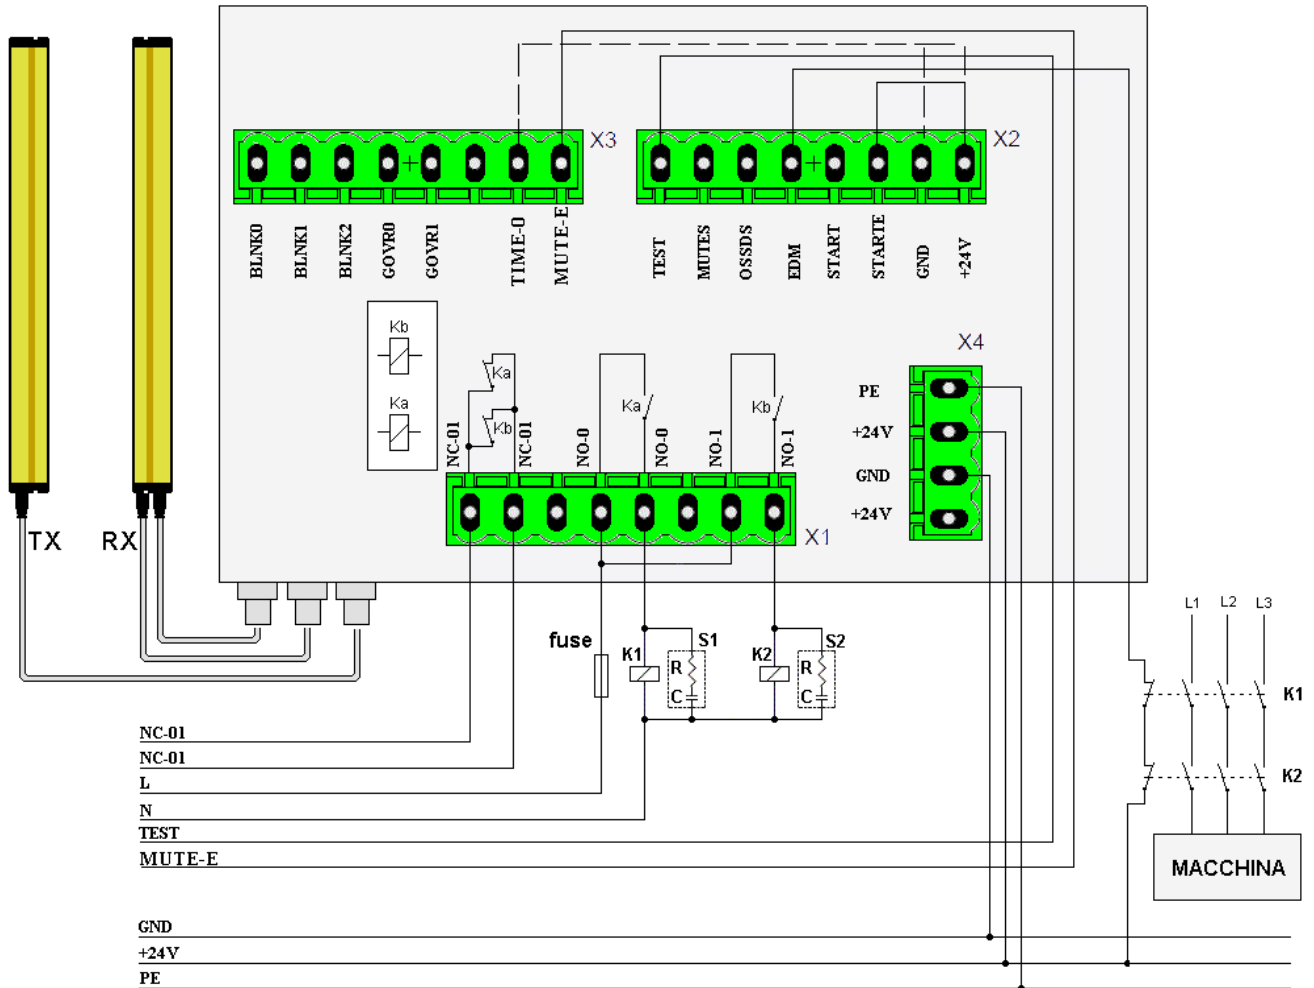 X3
X2
BLNK0
BLNK1
BLNK2
GOVR0
GOVR1
TIME-0
MUTE-E
TEST
MUTES
OSSDS
EDM
START
STARTE
GND
+24V
Kb
Ka
Ka
Kb
Ka
Kb
NC-01
NC-01
NO-0
NO-0
NO-1
NO-1
X4
PE
+24V
GND
+24V
TX
RX
X1
fuse
K1
S1
R
C
K2
S2
R
C
L1
L2
L3
K1
K2
NC-01
NC-01
L
N
TEST
MUTE-E
MACCHINA
GND
+24V
PE